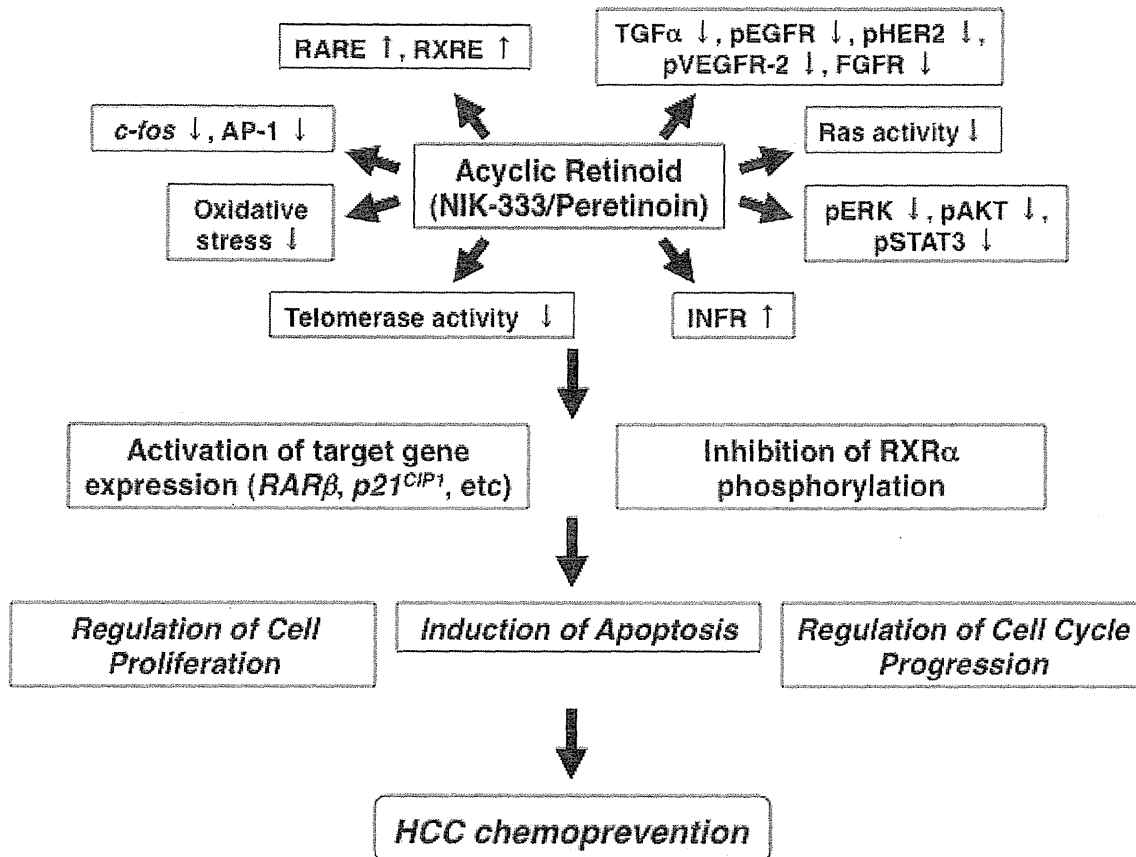 RARE ↑, RXRE ↑
TGFα ↓, pEGFR ↓, pHER2 ↓,
pVEGFR-2 ↓, FGFR ↓
c-fos ↓, AP-1 ↓
Ras activity ↓
Acyclic Retinoid
(NIK-333/Peretinoin)
Oxidative
stress ↓
pERK ↓, pAKT ↓,
pSTAT3 ↓
Telomerase activity ↓
INFR ↑
Activation of target gene
expression (RARβ, p21CIP1, etc)
Inhibition of RXRα
phosphorylation
Regulation of Cell
Proliferation
Induction of Apoptosis
Regulation of Cell Cycle
Progression
HCC chemoprevention